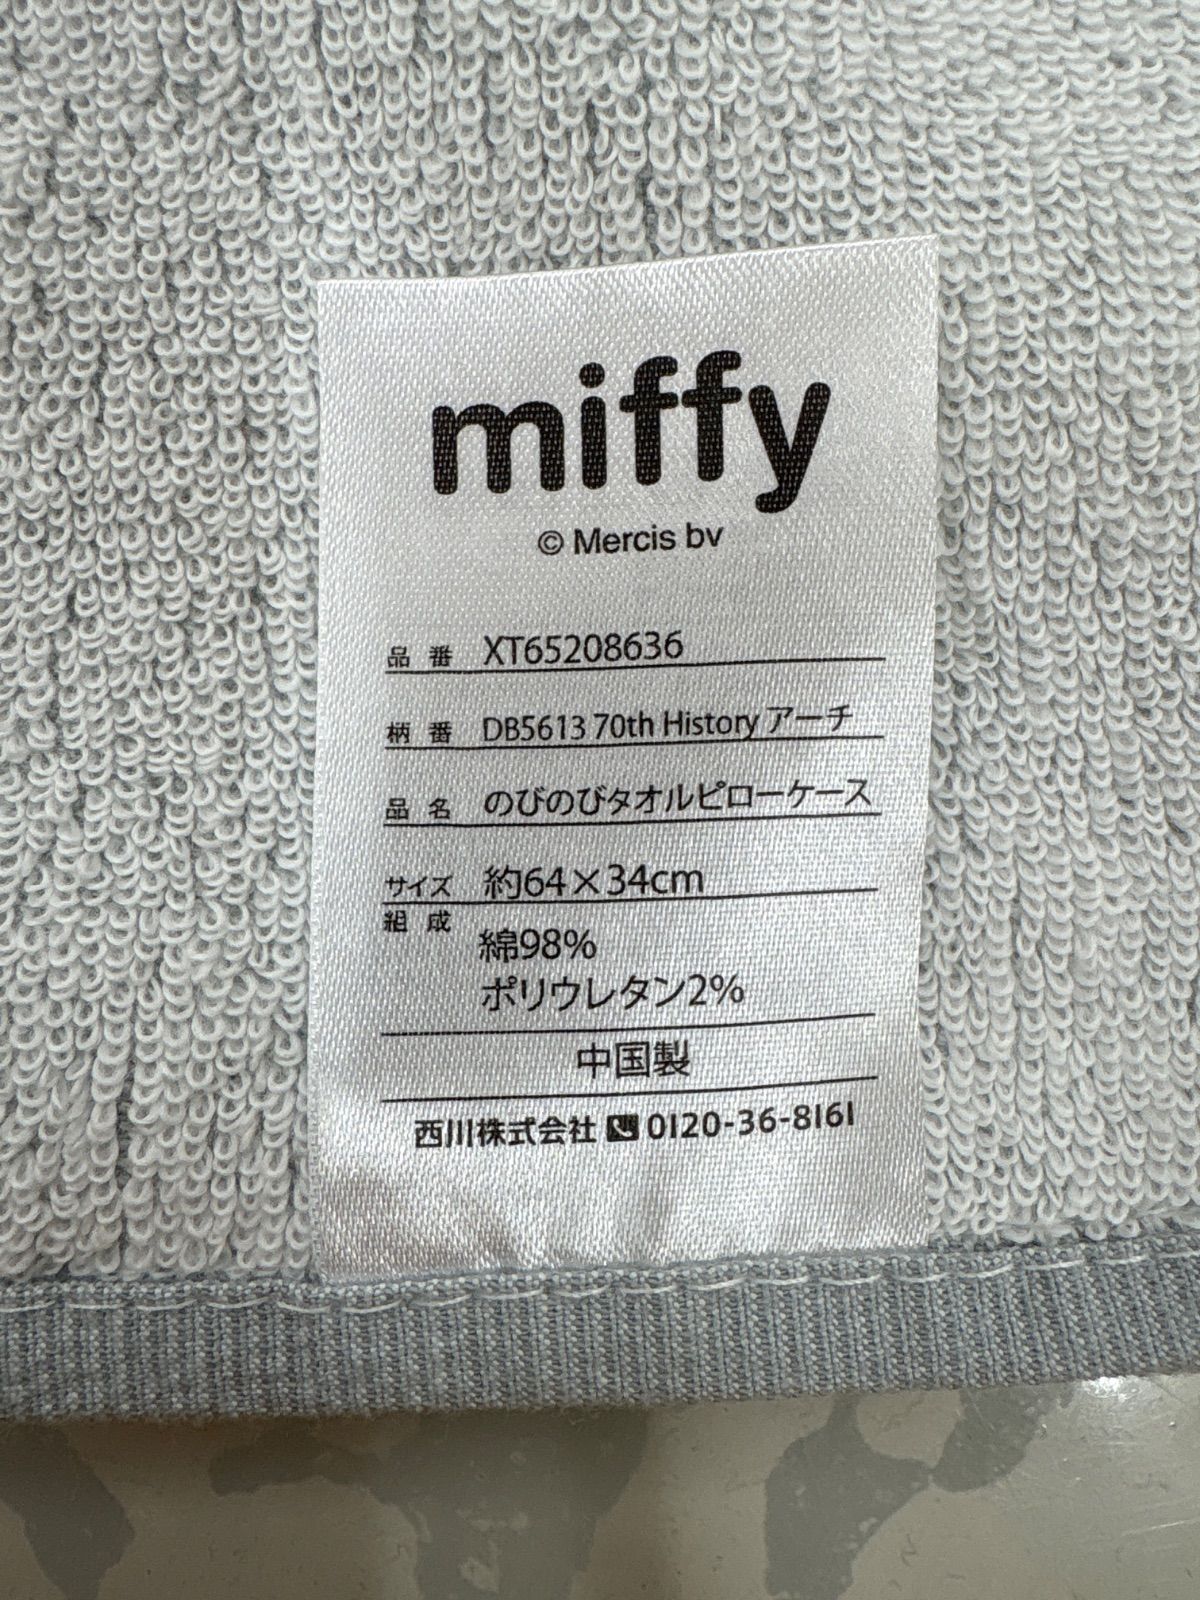 miffy
© Mercis bv
品番 XT65208636
柄番 DB5613 70th History アーチ
品名 のびのびタオルピローケース
サイズ 約64×34cm
組成 綿98%
ポリウレタン2%
中国製
西川株式会社 0120-36-8161